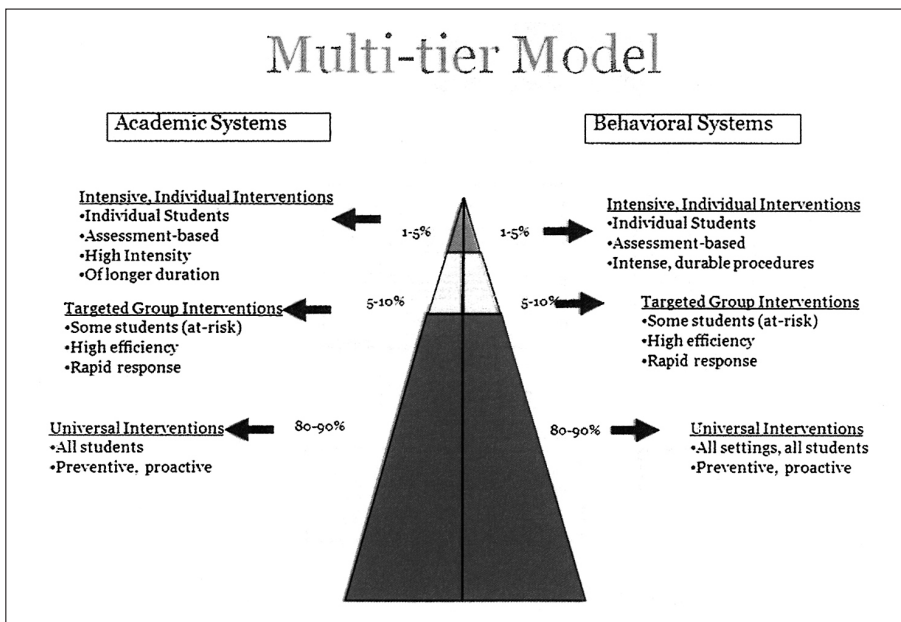 Multi-tier Model
Academic Systems
Behavioral Systems
Intensive, Individual Interventions
•Individual Students
•Assessment-based
•High Intensity
•Of longer duration
1-5%
1-5%
Intensive, Individual Interventions
•Individual Students
•Assessment-based
•Intense, durable procedures
Targeted Group Interventions
•Some students (at-risk)
•High efficiency
•Rapid response
5-10%
5-10%
Targeted Group Interventions
•Some students (at-risk)
•High efficiency
•Rapid response
Universal Interventions
•All students
•Preventive, proactive
80-90%
80-90%
Universal Interventions
•All settings, all students
•Preventive, proactive